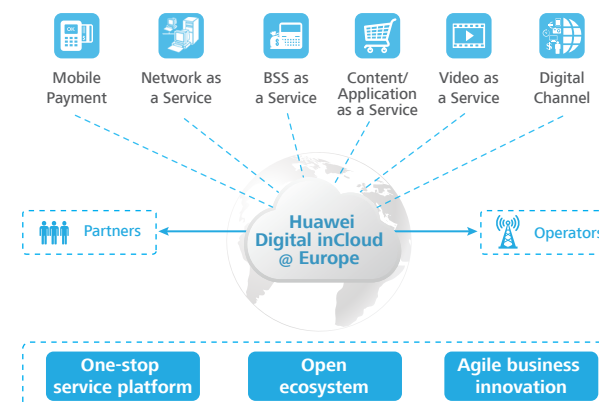 Mobile
Payment
Network as
a Service
BSS as
a Service
Content/
Application
as a Service
Video as
a Service
Digital
Channel
Partners
Huawei
Digital inCloud
@ Europe
Operators
One-stop
service platform
Open
ecosystem
Agile business
innovation